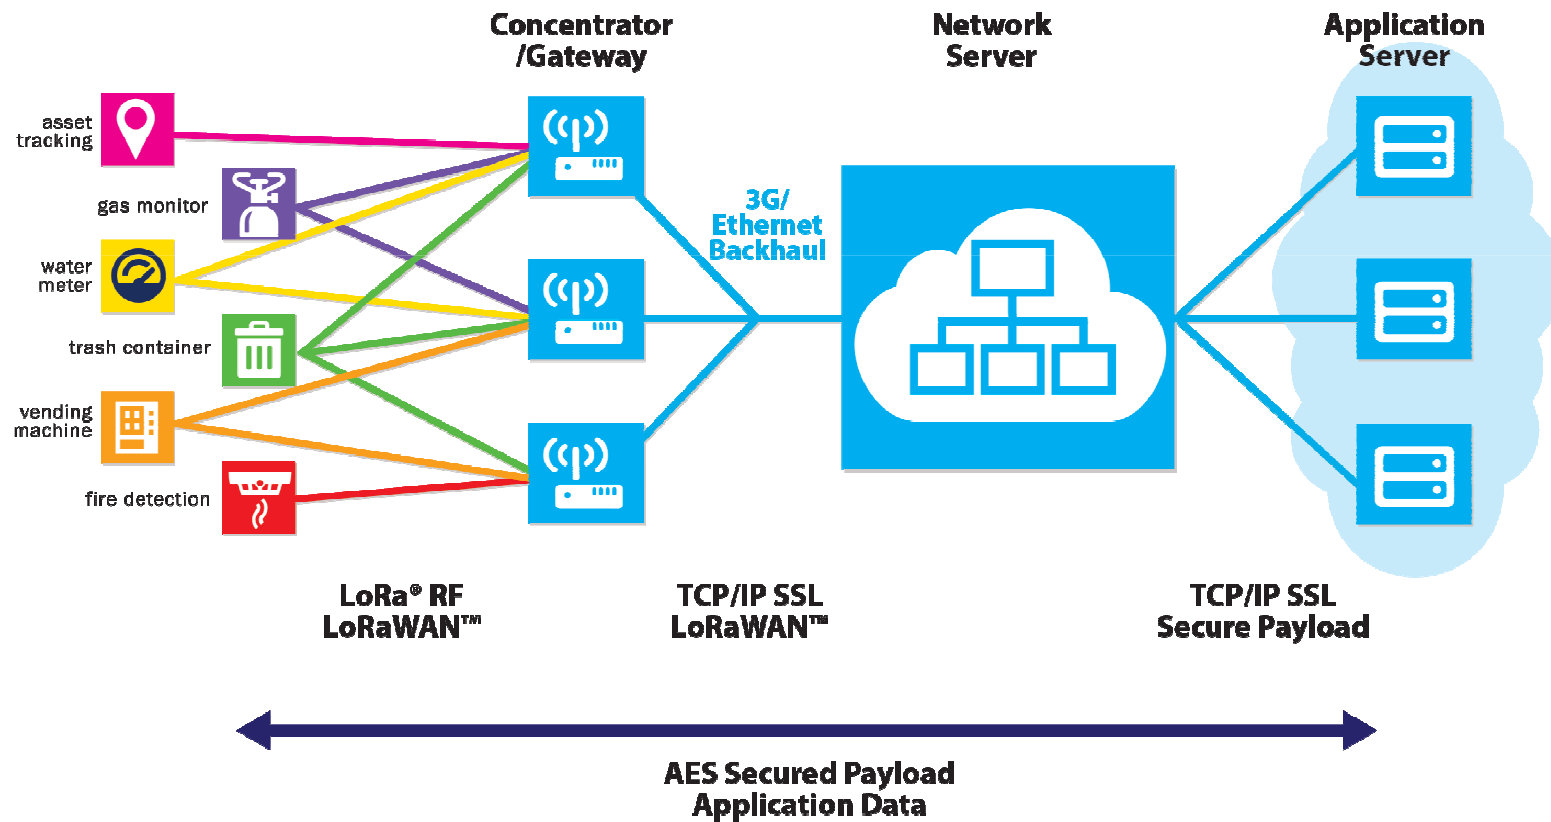 Concentrator
/Gateway
Network
Server
Application
Server
asset
tracking
gas monitor
water
meter
trash container
vending
machine
fire detection
3G/
Ethernet
Backhaul
LoRa® RF
LoRaWAN™
TCP/IP SSL
LoRaWAN™
TCP/IP SSL
Secure Payload
AES Secured Payload
Application Data